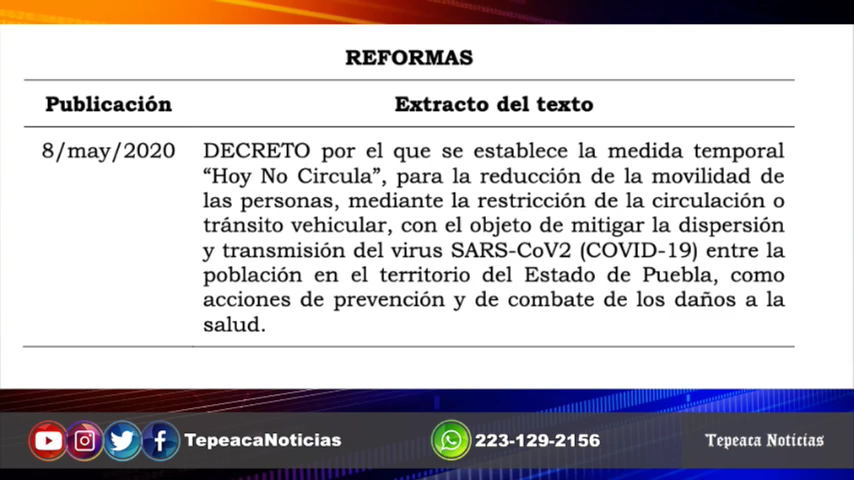 REFORMAS
Publicación Extracto del texto
8/may/2020 DECRETO por el que se establece la medida temporal
“Hoy No Circula”, para la reducción de la movilidad de
las personas, mediante la restricción de la circulación o
tránsito vehicular, con el objeto de mitigar la dispersión
y transmisión del virus SARS-CoV2 (COVID-19) entre la
población en el territorio del Estado de Puebla, como
acciones de prevención y de combate de los daños a la
salud.
TepeacaNoticias 223-129-2156 Tepeaca Noticias